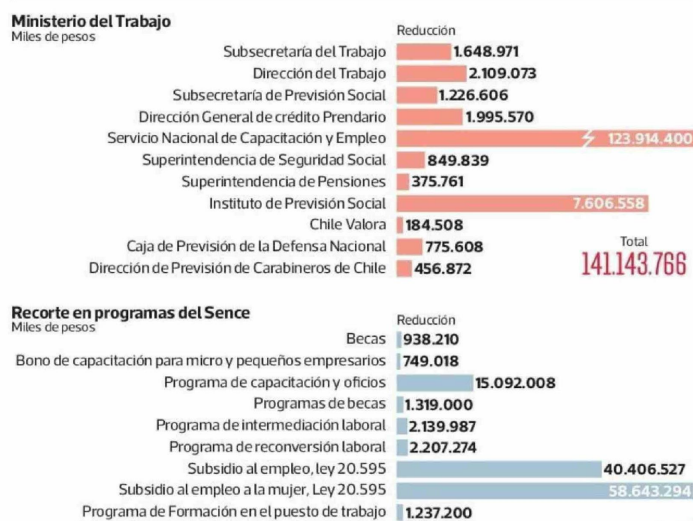 Ministerio del Trabajo
Miles de pesos
Reducción
Subsecretaría del Trabajo 1.648.971
Dirección del Trabajo 2.109.073
Subsecretaría de Previsión Social 1.226.606
Dirección General de crédito Prendario 1.995.570
Servicio Nacional de Capacitación y Empleo 123.914.400
Superintendencia de Seguridad Social 849.839
Superintendencia de Pensiones 375.761
Instituto de Previsión Social 7.606.558
Chile Valora 184.508
Caja de Previsión de la Defensa Nacional 775.608
Dirección de Previsión de Carabineros de Chile 456.872
Total
141.143.766
Recorte en programas del Sence
Miles de pesos
Reducción
Becas 938.210
Bono de capacitación para micro y pequeños empresarios 749.018
Programa de capacitación y oficios 15.092.008
Programas de becas 1.319.000
Programa de intermediación laboral 2.139.987
Programa de reconversión laboral 2.207.274
Subsidio al empleo, ley 20.595 40.406.527
Subsidio al empleo a la mujer, Ley 20.595 58.643.294
Programa de Formación en el puesto de trabajo 1.237.200